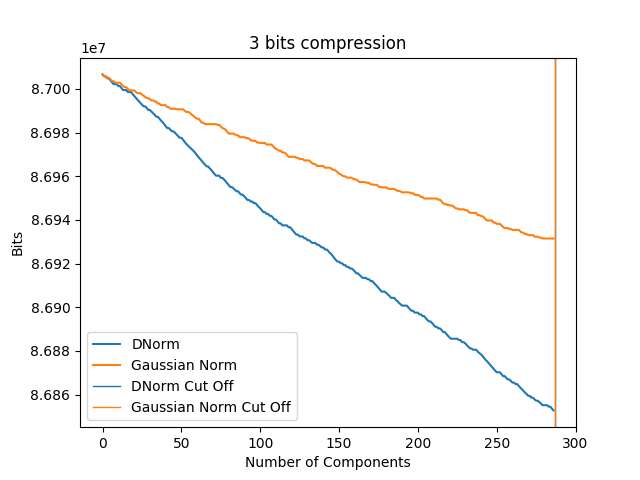 3 bits compression
1e7
8.700
8.698
8.696
8.694
8.692
8.690
8.688
8.686
Bits
DNorm
Gaussian Norm
DNorm Cut Off
Gaussian Norm Cut Off
0 50 100 150 200 250 300
Number of Components